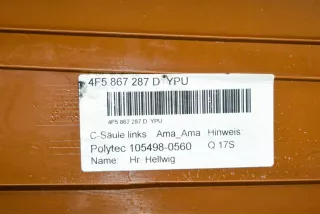 4F5 867 287 D YPU
4F5 867 287 D YPU
C-Säule links Ama_Ama Hinweis:
Polytec 105498-0560 Q 17S
Name: Hr. Hellwig